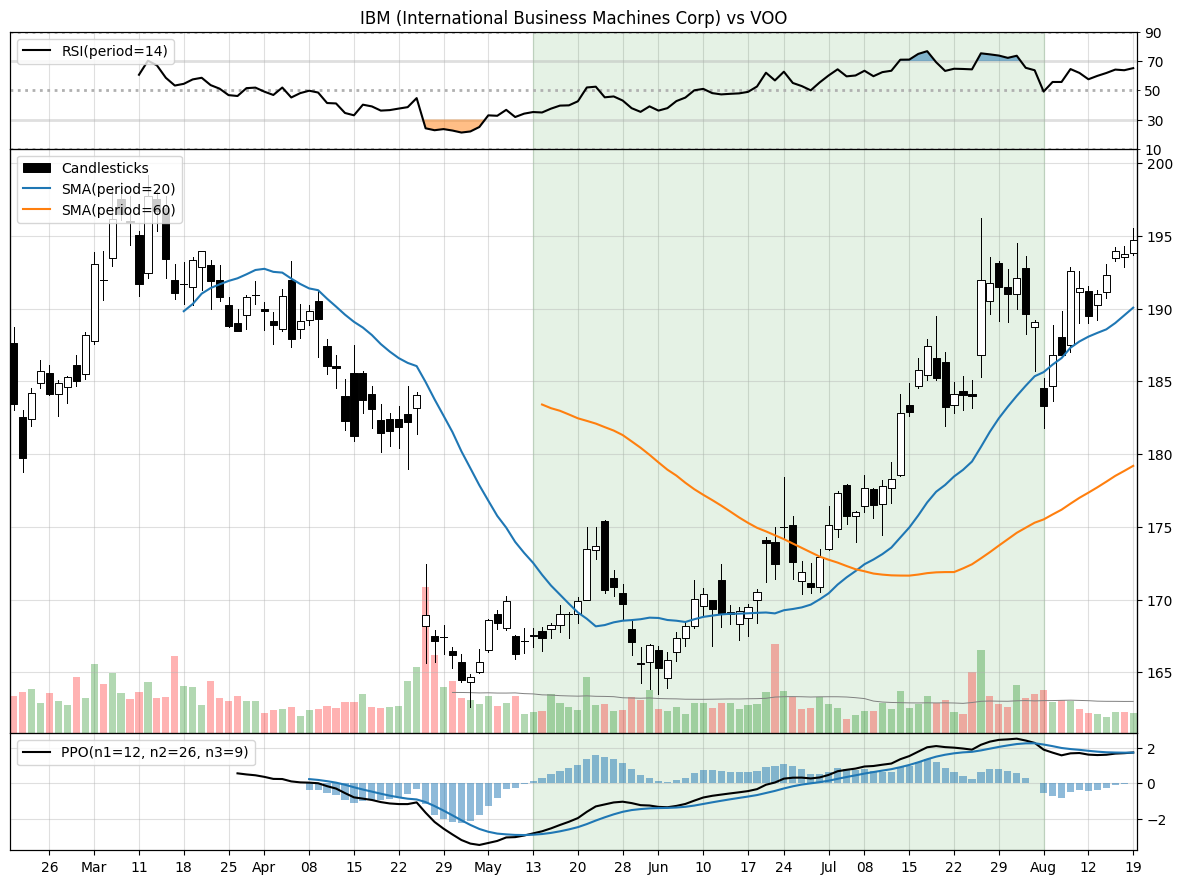 IBM (International Business Machines Corp) vs VOO
RSI(period=14)
90
70
50
30
10
Candlesticks
SMA(period=20)
SMA(period=60)
200
195
190
185
180
175
170
165
PPO(n1=12, n2=26, n3=9)
2
0
−2
26 Mar 11 18 25 Apr 08 15 22 29 May 13 20 28 Jun 10 17 24 Jul 08 15 22 29 Aug 12 19